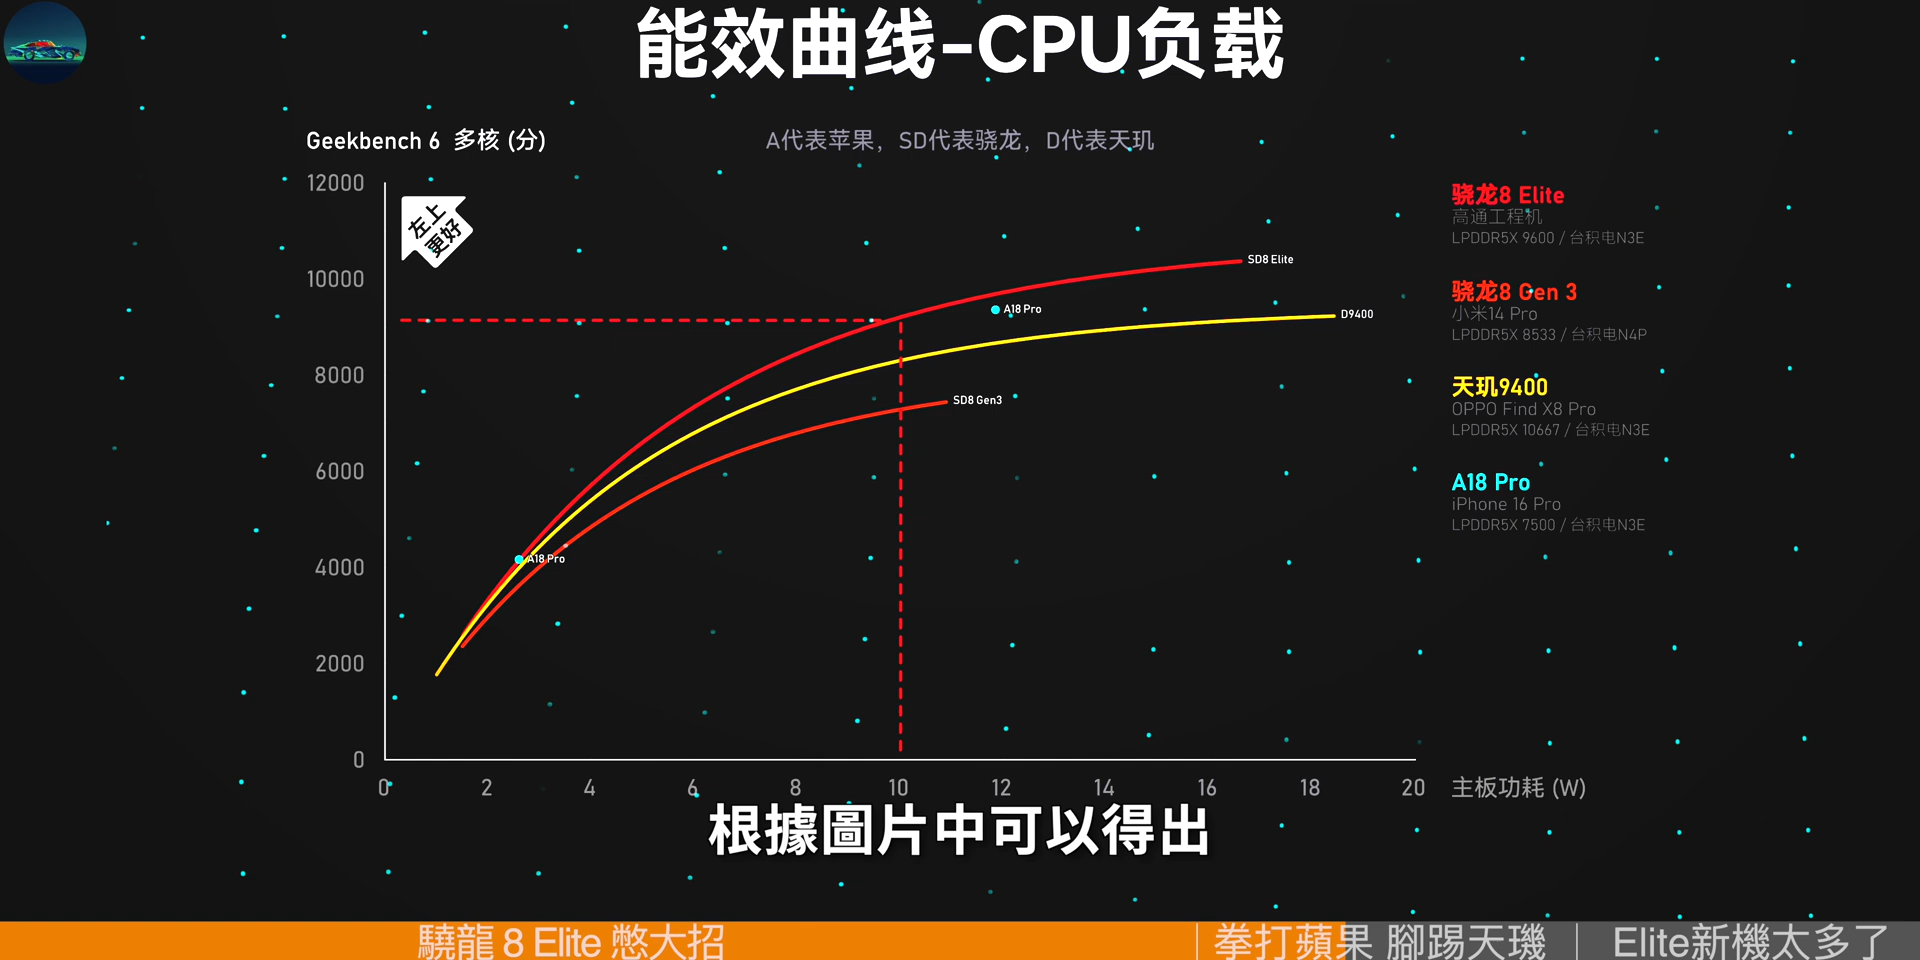 能效曲线-CPU负载
Geekbench 6 多核 (分)
A代表苹果，SD代表骁龙，D代表天玑
12000
10000
8000
6000
4000
2000
0
左上
更好
SD8 Elite
A18 Pro
D9400
SD8 Gen3
A18 Pro
骁龙8 Elite
高通工程机
LPDDR5X 9600 / 台积电N3E
骁龙8 Gen 3
小米14 Pro
LPDDR5X 8533 / 台积电N4P
天玑9400
OPPO Find X8 Pro
LPDDR5X 10667 / 台积电N3E
A18 Pro
iPhone 16 Pro
LPDDR5X 7500 / 台积电N3E
0 2 4 6 8 10 12 14 16 18 20 主板功耗 (W)
根據圖片中可以得出
驍龍 8 Elite 憋大招 拳打蘋果 腳踢天璣 Elite新機太多了